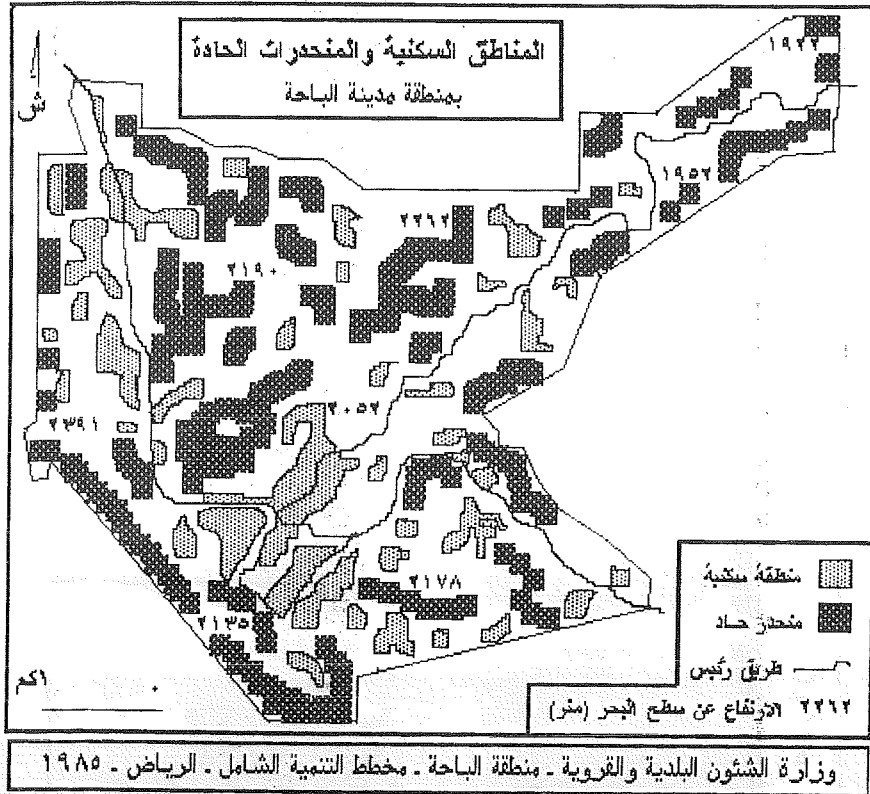 المناطق السكنية والمنحدرات الحادة
بمنطقة مدينة الباحة
ش
١٩٢٢
١٩٥٢
٢٢٦٢
٢١٩٠
٢٠٥٢
٢٣٩١
٢١٧٨
٢١٣٥
منطقة سكنية
منحدر حاد
طريق رئيس
٢٢٦٢ الارتفاع عن سطح البحر (متر)
١كم ٠
وزارة الشئون البلدية والقروية ـ منطقة الباحة ـ مخطط التنمية الشامل ـ الرياض ـ ١٩٨٥